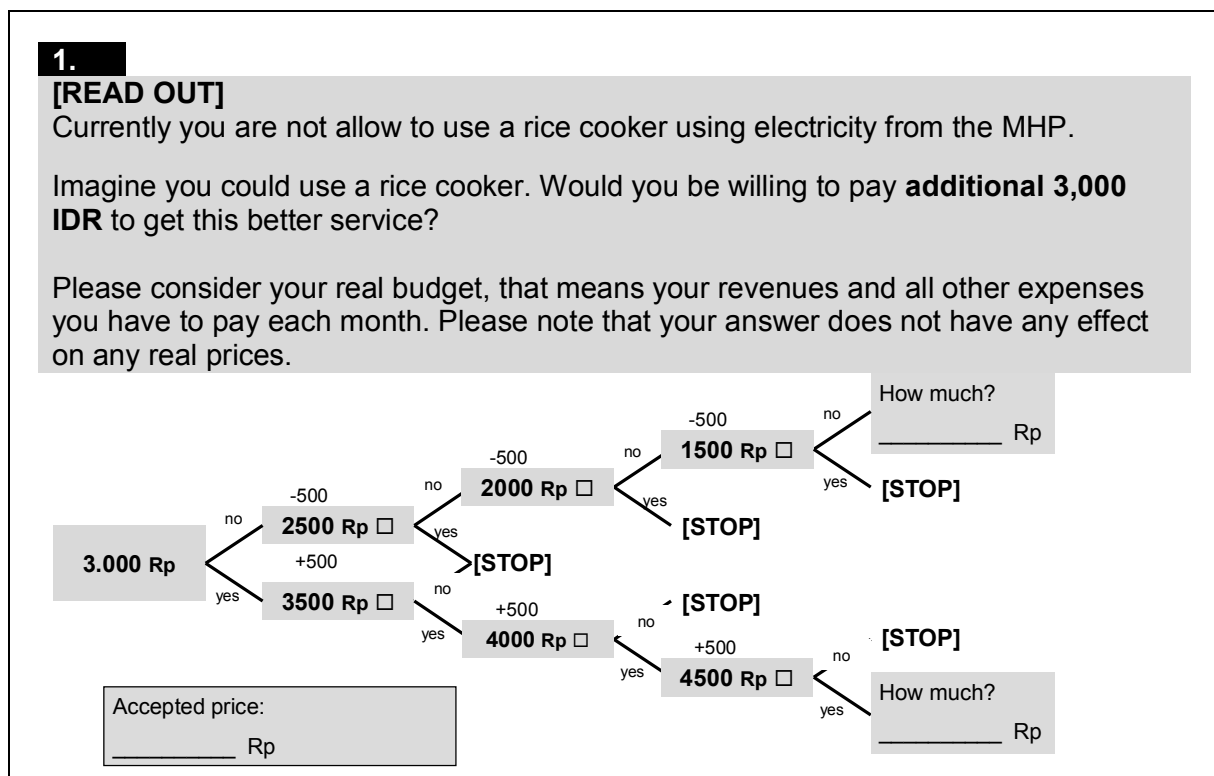 1.
[READ OUT]
Currently you are not allow to use a rice cooker using electricity from the MHP.
Imagine you could use a rice cooker. Would you be willing to pay additional 3,000
IDR to get this better service?
Please consider your real budget, that means your revenues and all other expenses
you have to pay each month. Please note that your answer does not have any effect
on any real prices.
How much?
__________ Rp
-500
no
1500 Rp ☐
yes
[STOP]
-500
no
2000 Rp ☐
yes
[STOP]
-500
no
2500 Rp ☐
yes
[STOP]
3.000 Rp
no
yes
+500
3500 Rp ☐
no
yes
+500
4000 Rp ☐
no
[STOP]
yes
+500
4500 Rp ☐
no
[STOP]
yes
How much?
__________ Rp
Accepted price:
__________ Rp